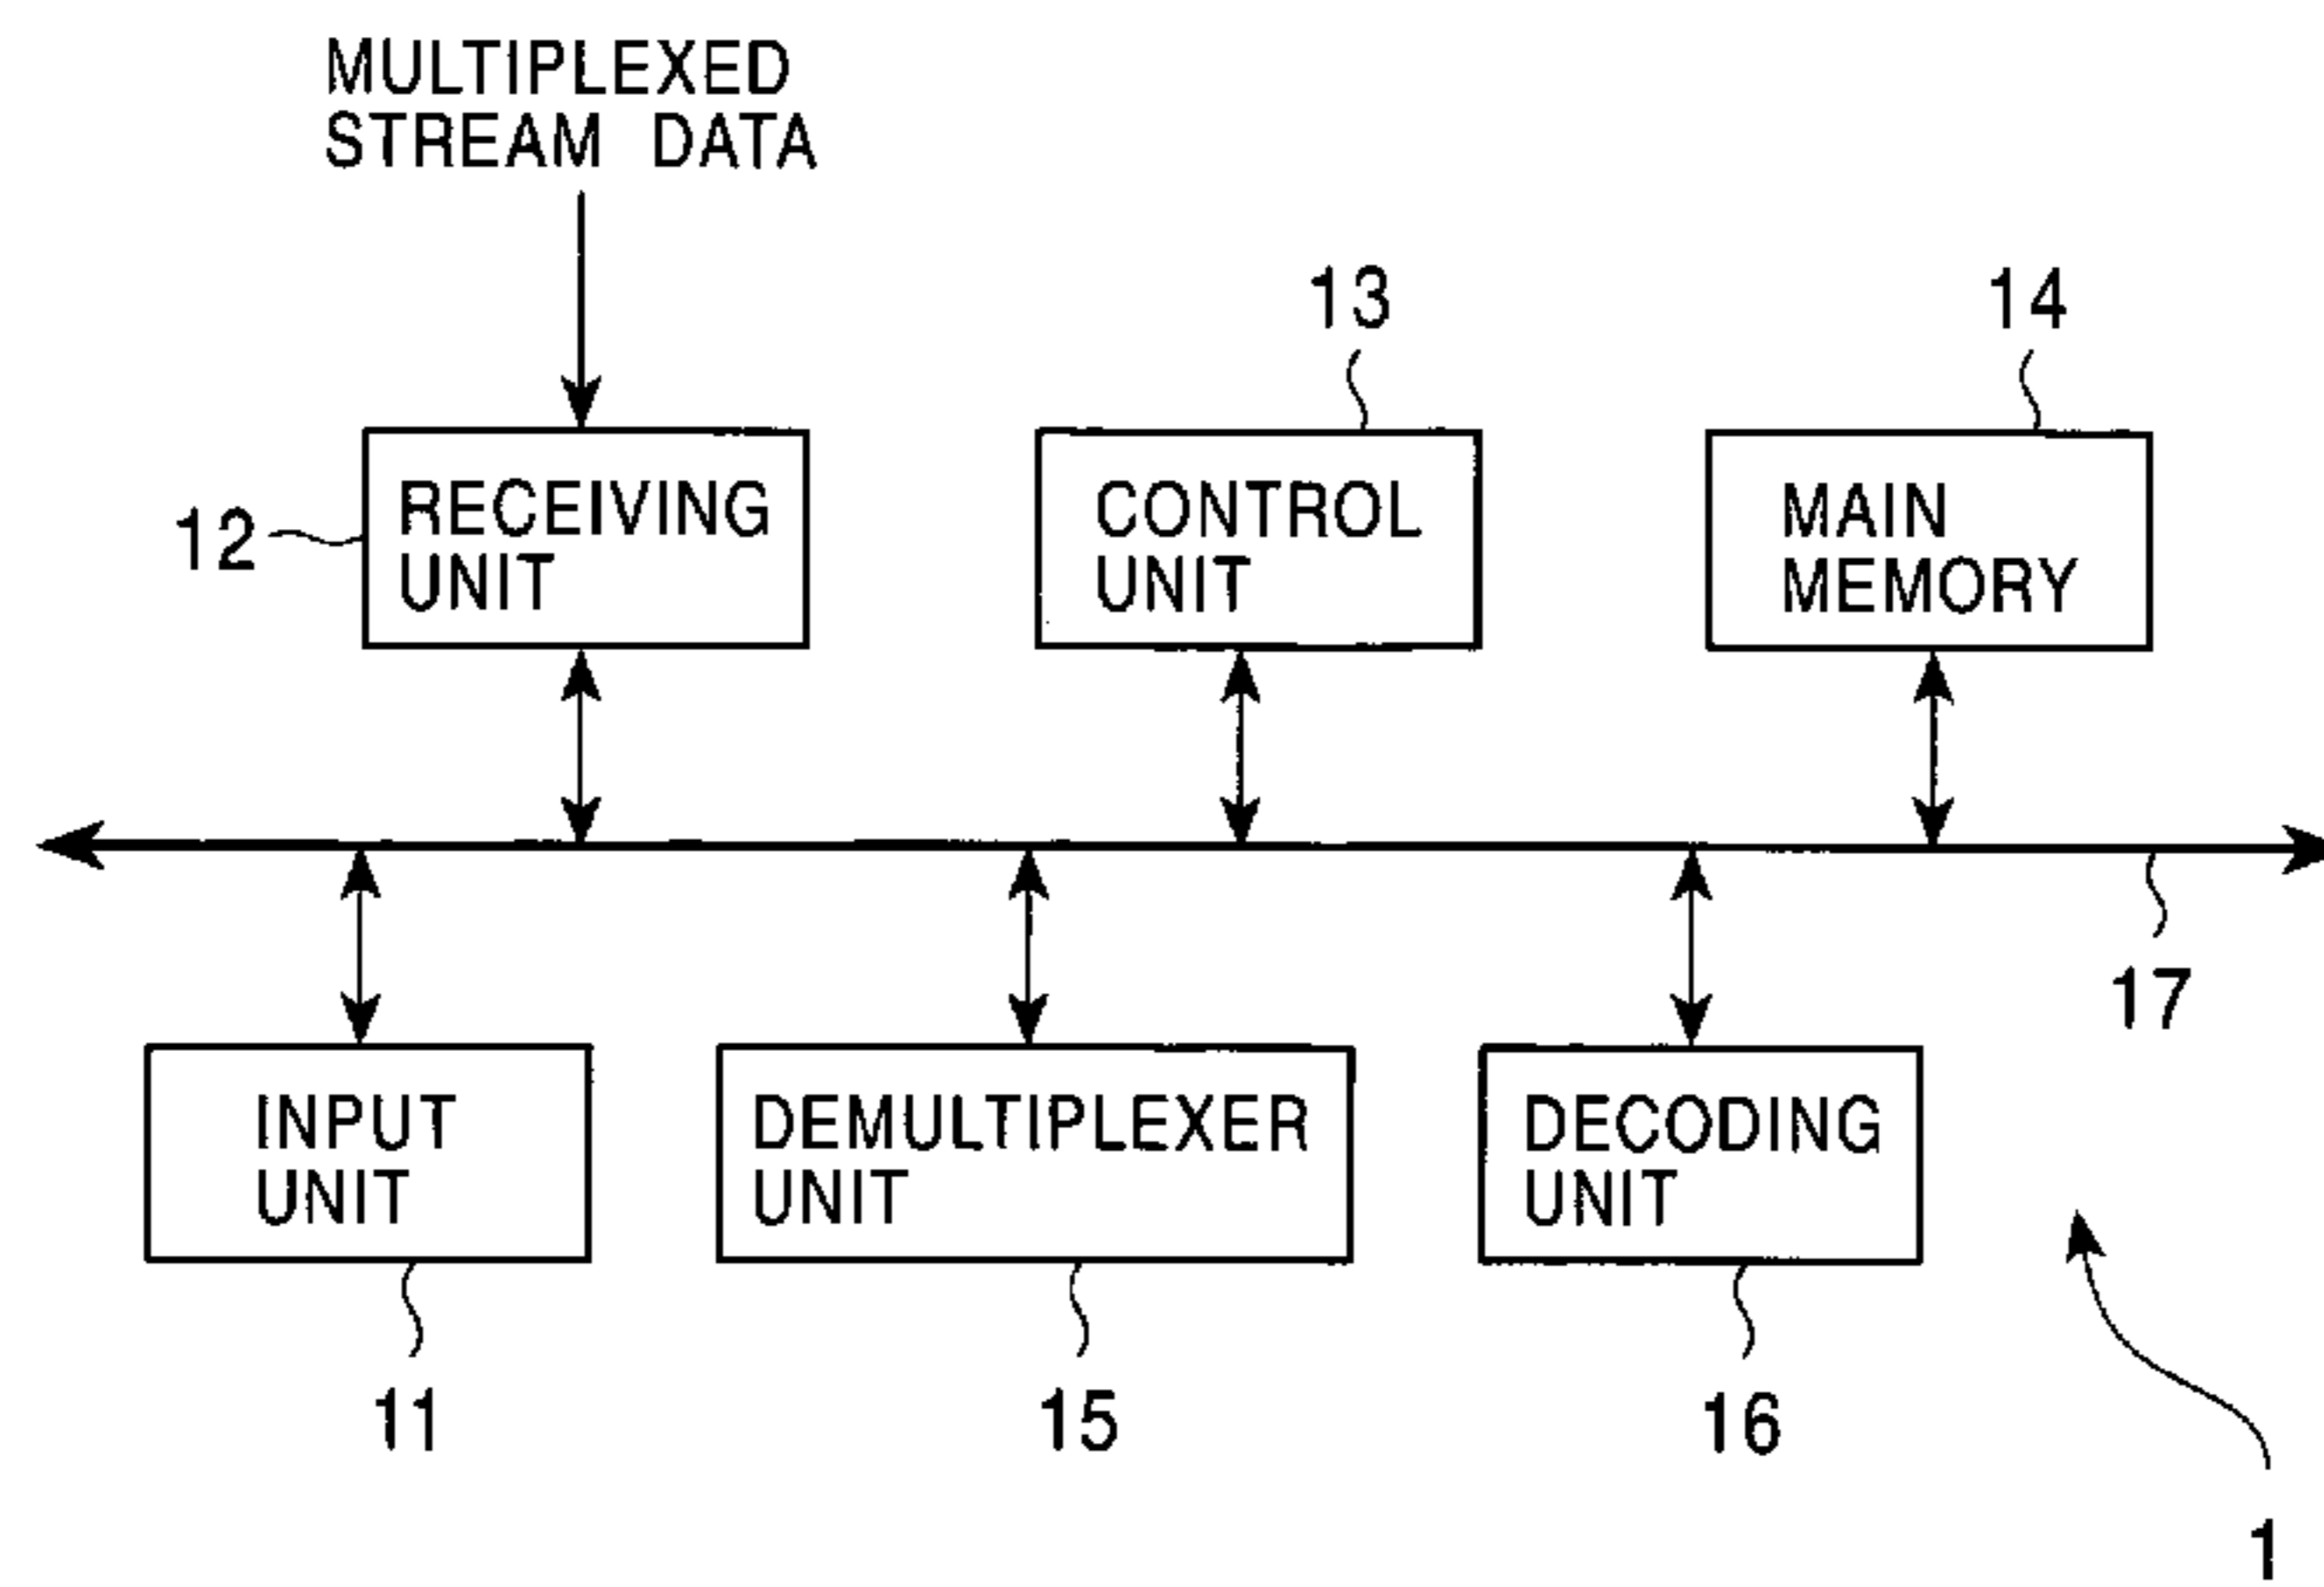 MULTIPLEXED
STREAM DATA
13
14
12
RECEIVING
UNIT
CONTROL
UNIT
MAIN
MEMORY
17
INPUT
UNIT
DEMULTIPLEXER
UNIT
DECODING
UNIT
11
15
16
1